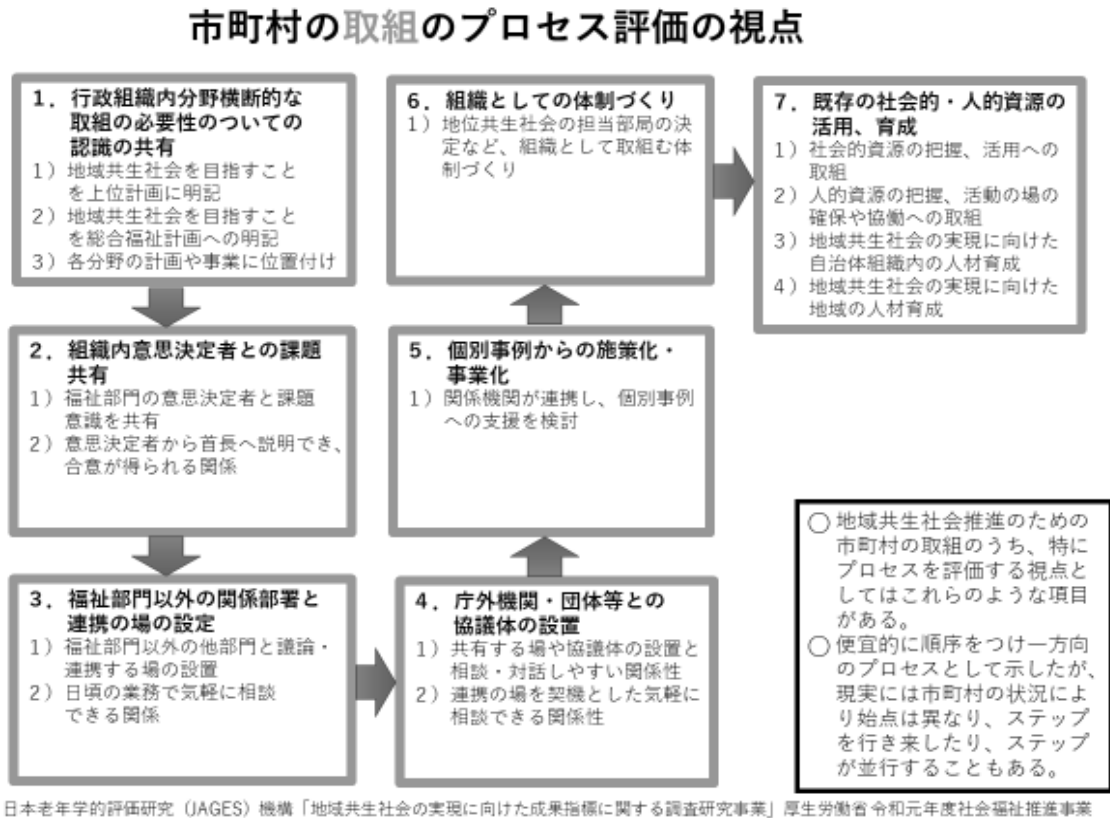 市町村の取組のプロセス評価の視点
1．行政組織内分野横断的な
取組の必要性のついての
認識の共有
1）地域共生社会を目指すこと
を上位計画に明記
2）地域共生社会を目指すこと
を総合福祉計画への明記
3）各分野の計画や事業に位置付け
2．組織内意思決定者との課題
共有
1）福祉部門の意思決定者と課題
意識を共有
2）意思決定者から首長へ説明でき、
合意が得られる関係
3．福祉部門以外の関係部署と
連携の場の設定
1）福祉部門以外の他部門と議論・
連携する場の設置
2）日頃の業務で気軽に相談
できる関係
4．庁外機関・団体等との
協議体の設置
1）共有する場や協議体の設置と
相談・対話しやすい関係性
2）連携の場を契機とした気軽に
相談できる関係性
5．個別事例からの施策化・
事業化
1）関係機関が連携し、個別事例
への支援を検討
6．組織としての体制づくり
1）地位共生社会の担当部局の決
定など、組織として取組む体
制づくり
7．既存の社会的・人的資源の
活用、育成
1）社会的資源の把握、活用への
取組
2）人的資源の把握、活動の場の
確保や協働への取組
3）地域共生社会の実現に向けた
自治体組織内の人材育成
4）地域共生社会の実現に向けた
地域の人材育成
○地域共生社会推進のための
市町村の取組のうち、特に
プロセスを評価する視点と
してはこれらのような項目
がある。
○便宜的に順序をつけ一方向
のプロセスとして示したが、
現実には市町村の状況によ
り始点は異なり、ステップ
を行き来したり、ステップ
が並行することもある。
日本老年学的評価研究（JAGES）機構「地域共生社会の実現に向けた成果指標に関する調査研究事業」厚生労働省令和元年度社会福祉推進事業